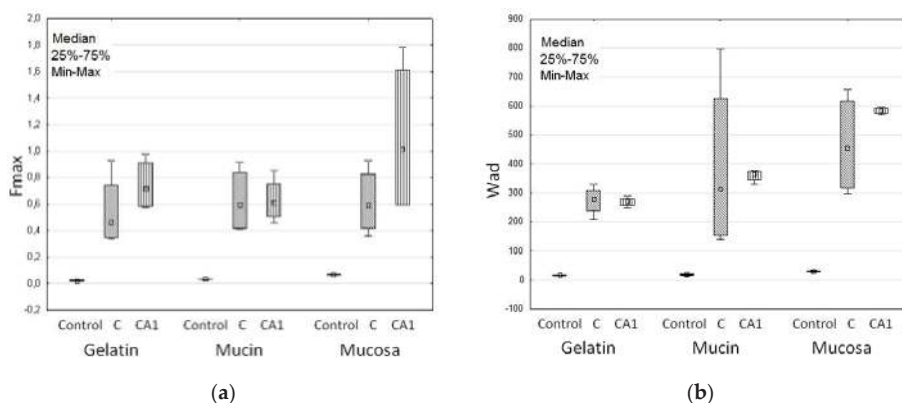 Median
25%-75%
Min-Max
Fmax
2,0
1,8
1,6
1,4
1,2
1,0
0,8
0,6
0,4
0,2
0,0
-0,2
Control C CA1 Control C CA1 Control C CA1
Gelatin Mucin Mucosa
(a)
Median
25%-75%
Min-Max
Wad
900
800
700
600
500
400
300
200
100
0
-100
Control C CA1 Control C CA1 Control C CA1
Gelatin Mucin Mucosa
(b)